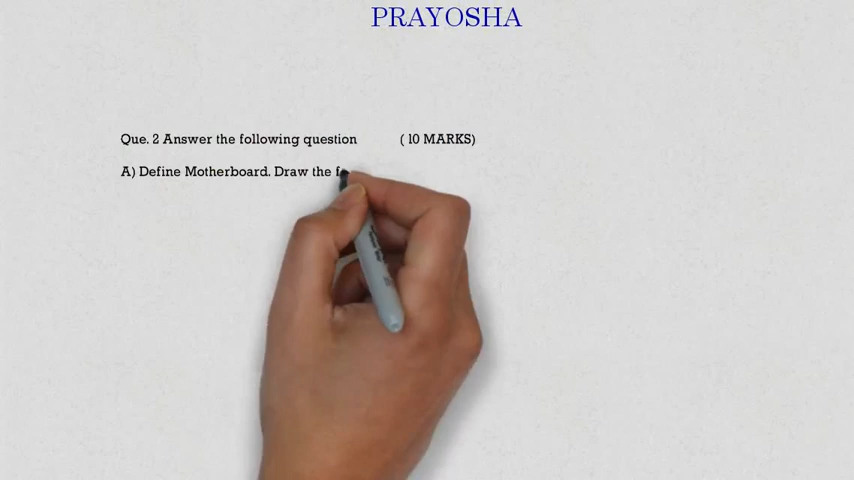 PRAYOSHA
Que. 2 Answer the following question ( 10 MARKS)
A) Define Motherboard. Draw the f